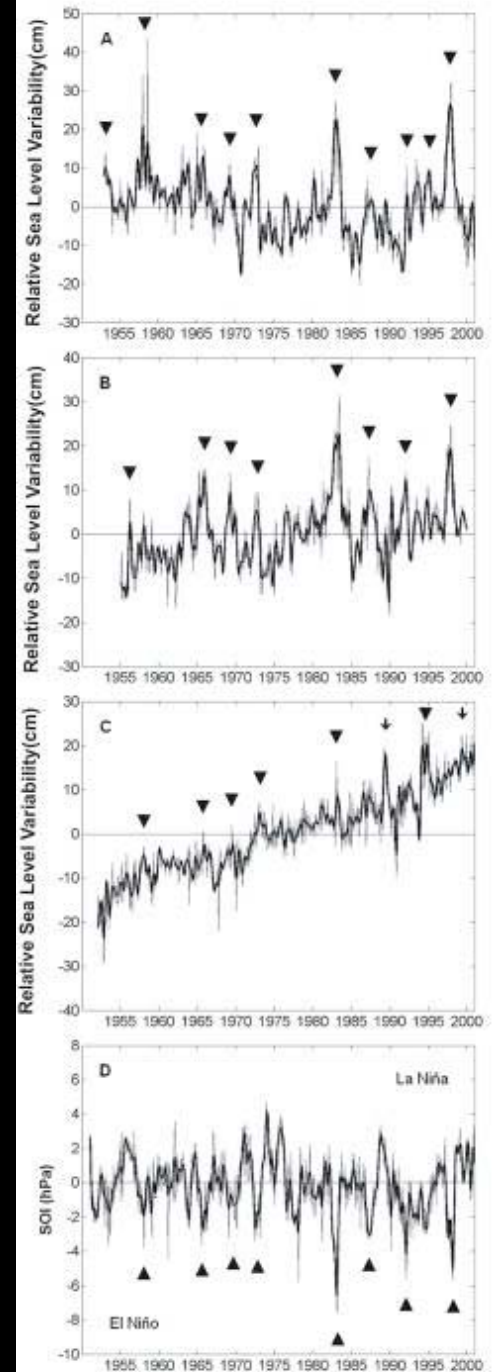 A
Relative Sea Level Variability(cm)
50
40
30
20
10
0
-10
-20
-30
1955 1960 1965 1970 1975 1980 1985 1990 1995 2000
B
Relative Sea Level Variability(cm)
40
30
20
10
0
-10
-20
-30
1955 1960 1965 1970 1975 1980 1985 1990 1995 2000
C
Relative Sea Level Variability(cm)
30
20
10
0
-10
-20
-30
-40
1955 1960 1965 1970 1975 1980 1985 1990 1995 2000
D
La Niña
SOI (hPa)
8
6
4
2
0
-2
-4
-6
-8
-10
El Niño
1955 1960 1965 1970 1975 1980 1985 1990 1995 2000